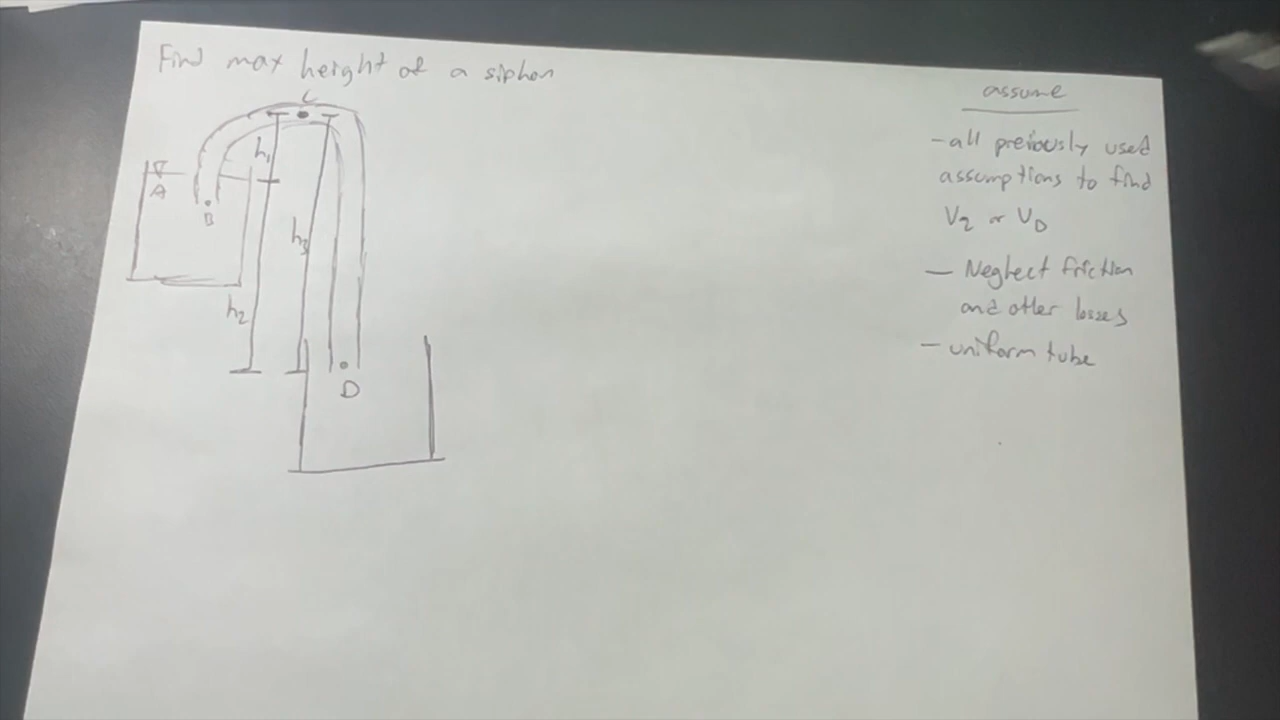 Find max height of a siphon
C
h1
A
B
h3
h2
D
assume
- all previously used
assumptions to find
V2 or VD
- Neglect friction
and other losses
- uniform tube